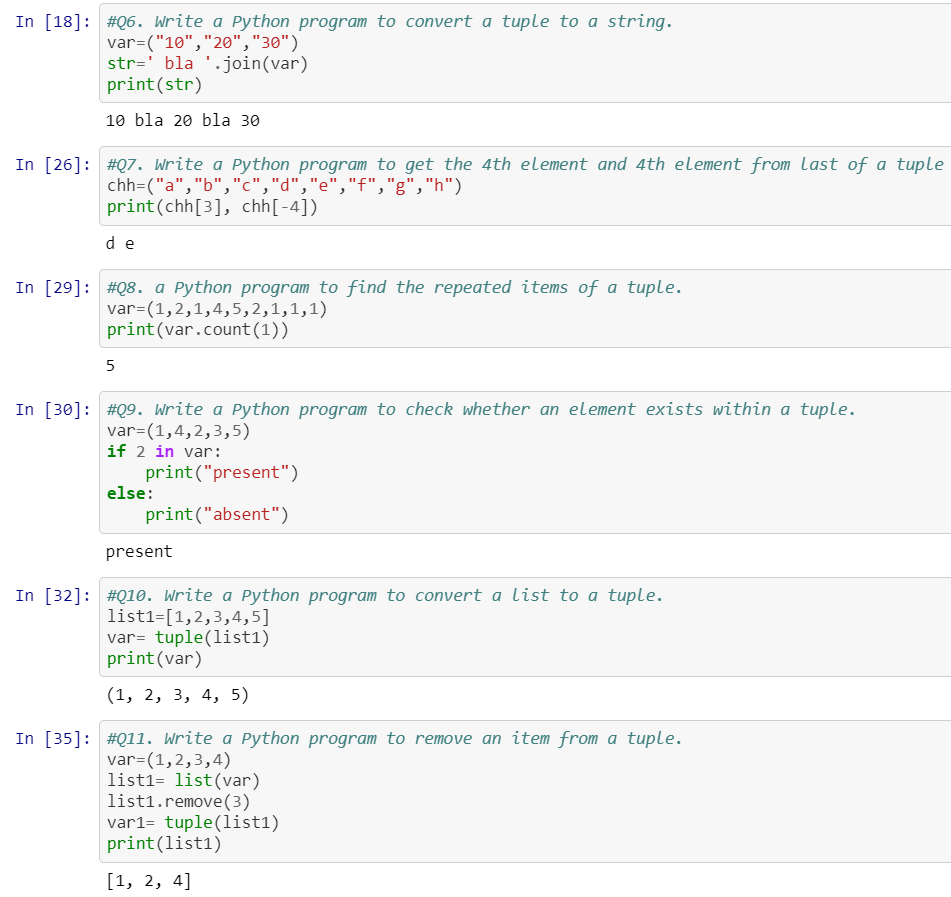 In [18]: #Q6. Write a Python program to convert a tuple to a string.
var=("10","20","30")
str=' bla '.join(var)
print(str)
10 bla 20 bla 30
In [26]: #Q7. Write a Python program to get the 4th element and 4th element from last of a tuple
chh=("a","b","c","d","e","f","g","h")
print(chh[3], chh[-4])
d e
In [29]: #Q8. a Python program to find the repeated items of a tuple.
var=(1,2,1,4,5,2,1,1,1)
print(var.count(1))
5
In [30]: #Q9. Write a Python program to check whether an element exists within a tuple.
var=(1,4,2,3,5)
if 2 in var:
    print("present")
else:
    print("absent")
present
In [32]: #Q10. Write a Python program to convert a list to a tuple.
list1=[1,2,3,4,5]
var= tuple(list1)
print(var)
(1, 2, 3, 4, 5)
In [35]: #Q11. Write a Python program to remove an item from a tuple.
var=(1,2,3,4)
list1= list(var)
list1.remove(3)
var1= tuple(list1)
print(list1)
[1, 2, 4]